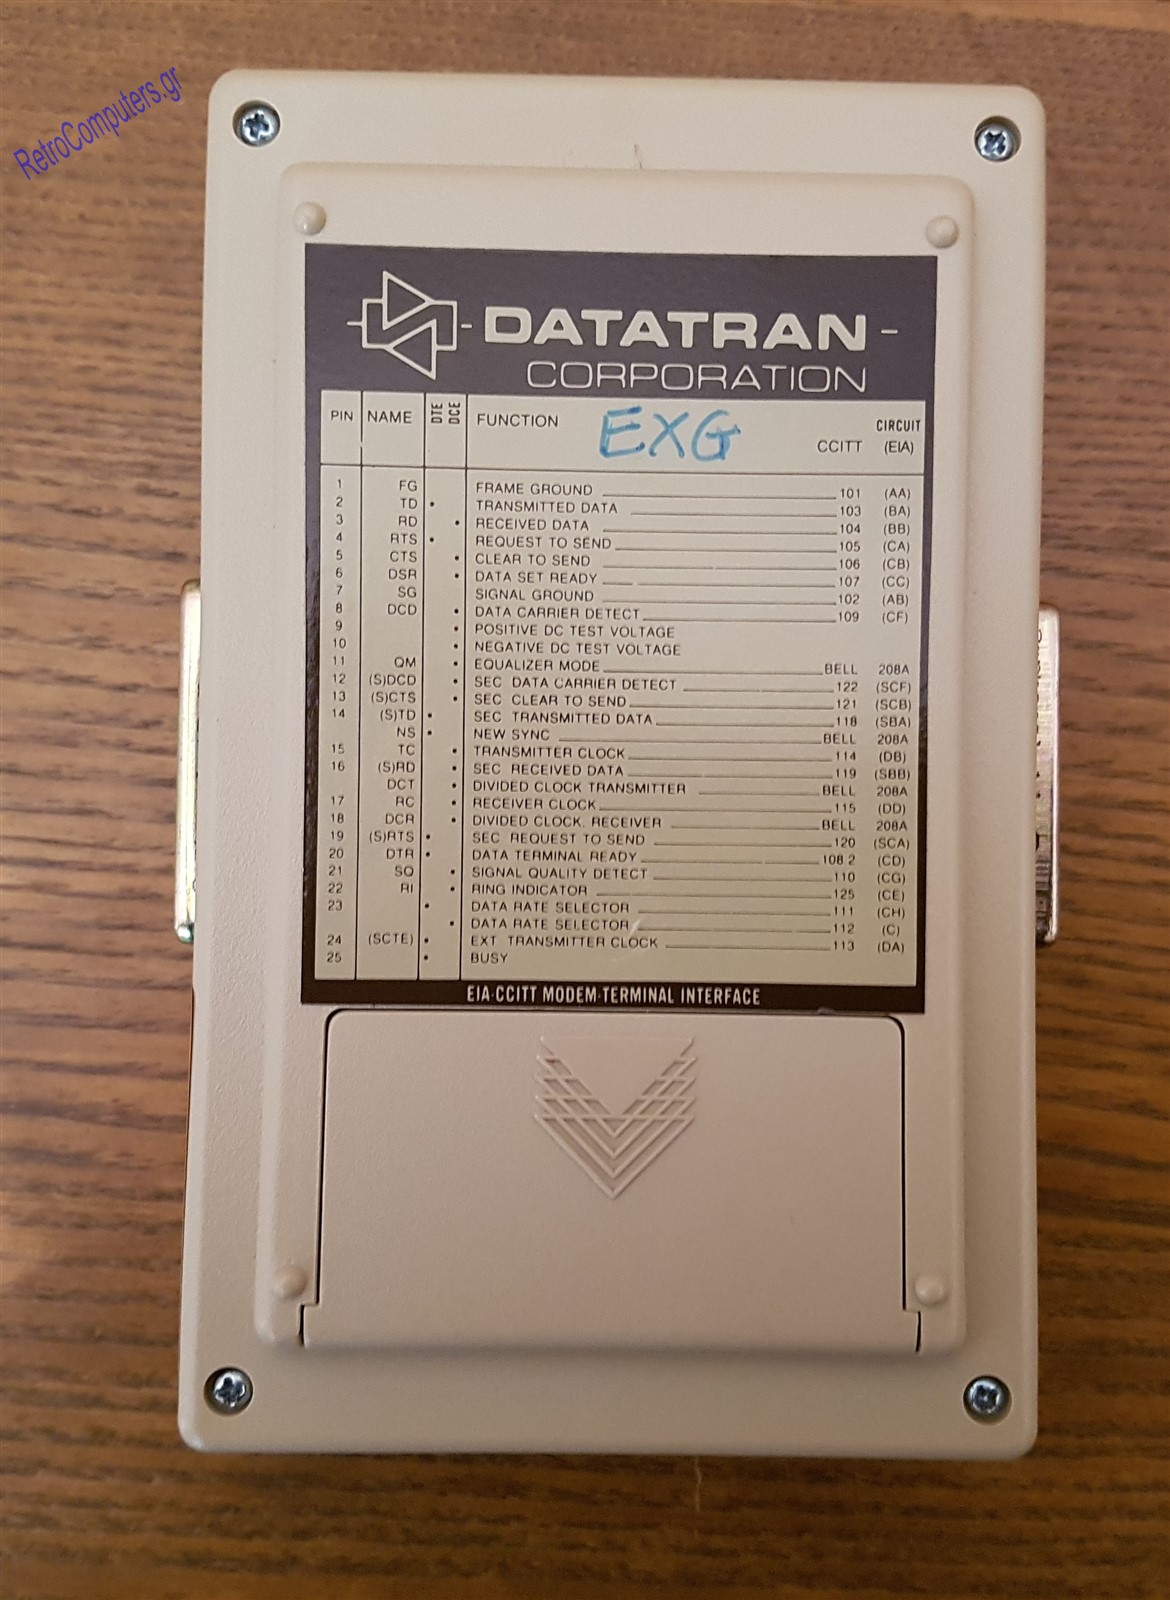 RetroComputers.gr
DATATRAN
CORPORATION
PIN NAME DTE DCE FUNCTION EXG CCITT CIRCUIT (EIA)
1 FG FRAME GROUND 101 (AA)
2 TD • TRANSMITTED DATA 103 (BA)
3 RD • RECEIVED DATA 104 (BB)
4 RTS • REQUEST TO SEND 105 (CA)
5 CTS • CLEAR TO SEND 106 (CB)
6 DSR • DATA SET READY 107 (CC)
7 SG SIGNAL GROUND 102 (AB)
8 DCD • DATA CARRIER DETECT 109 (CF)
9 • POSITIVE DC TEST VOLTAGE
10 • NEGATIVE DC TEST VOLTAGE
11 QM • EQUALIZER MODE BELL 208A
12 (S)DCD • SEC DATA CARRIER DETECT 122 (SCF)
13 (S)CTS • SEC CLEAR TO SEND 121 (SCB)
14 (S)TD • SEC TRANSMITTED DATA 118 (SBA)
NS • NEW SYNC BELL 208A
15 TC • TRANSMITTER CLOCK 114 (DB)
16 (S)RD • SEC RECEIVED DATA 119 (SBB)
DCT • DIVIDED CLOCK TRANSMITTER BELL 208A
17 RC • RECEIVER CLOCK 115 (DD)
18 DCR • DIVIDED CLOCK. RECEIVER BELL 208A
19 (S)RTS • SEC REQUEST TO SEND 120 (SCA)
20 DTR • DATA TERMINAL READY 108.2 (CD)
21 SQ • SIGNAL QUALITY DETECT 110 (CG)
22 RI • RING INDICATOR 125 (CE)
23 • DATA RATE SELECTOR 111 (CH)
• DATA RATE SELECTOR 112 (C)
24 (SCTE) • EXT TRANSMITTER CLOCK 113 (DA)
25 • BUSY
EIA-CCITT MODEM-TERMINAL INTERFACE